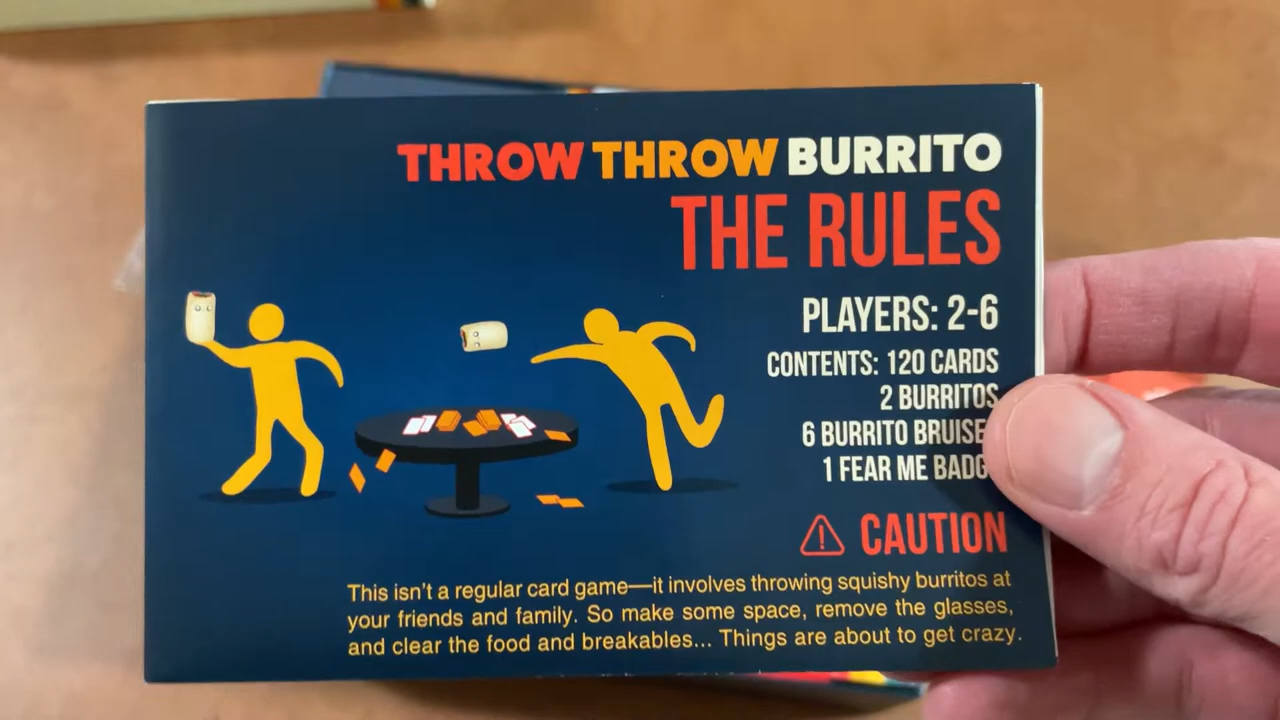 THROW THROW BURRITO
THE RULES
PLAYERS: 2-6
CONTENTS: 120 CARDS
2 BURRITOS
6 BURRITO
1 FEAR ME
CAUTION
This isn't a regular card game—it involves throwing squishy burritos at
your friends and family. So make some space, remove the glasses,
and clear the food and breakables... Things are about to get crazy.